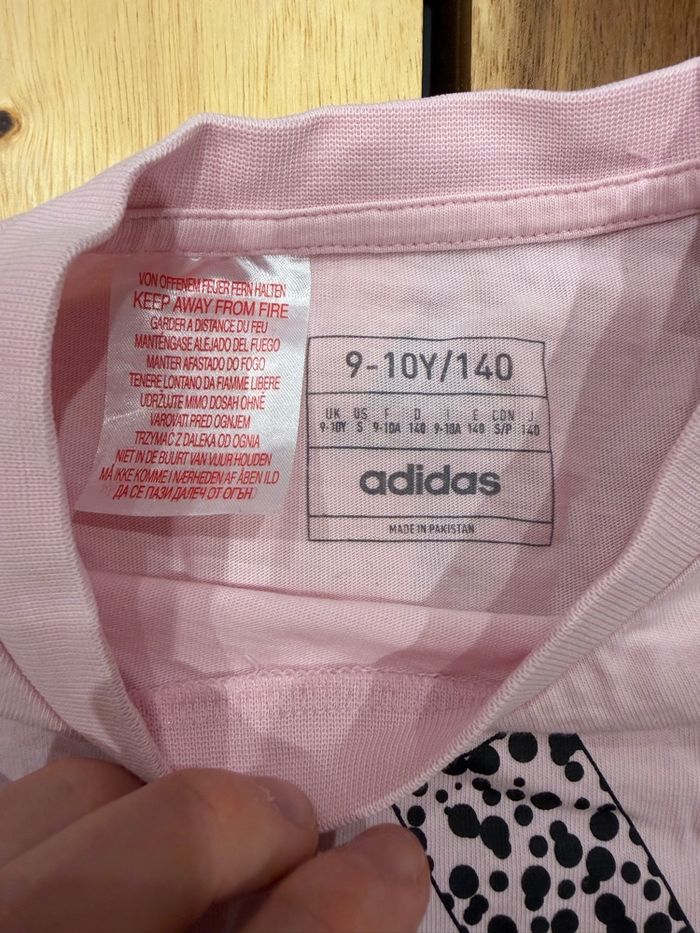 VON OFFENEM FEUER FERN HALTEN
KEEP AWAY FROM FIRE
GARDER A DISTANCE DU FEU
MANTÉNGASE ALEJADO DEL FUEGO
MANTER AFASTADO DO FOGO
TENERE LONTANO DA FIAMME LIBERE
UDRŽUJTE MIMO DOSAH OHNĚ
VAROVATI PRED OGNJEM
TRZYMAĆ Z DALEKA OD OGNIA
NIET IN DE BUURT VAN VUUR HOUDEN
MÅ IKKE KOMME I NÆRHEDEN AF ÅBEN ILD
ДА СЕ ПАЗИ ДАЛЕЧ ОТ ОГЪН
9-10Y/140
UK US F D I E CDN J
9-10Y S 9-10A 140 9-10A 140 S/P 140
adidas
MADE IN PAKISTAN